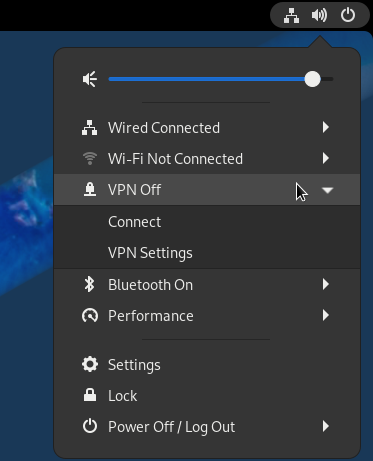 Wired Connected
Wi-Fi Not Connected
VPN Off
Connect
VPN Settings
Bluetooth On
Performance
Settings
Lock
Power Off / Log Out